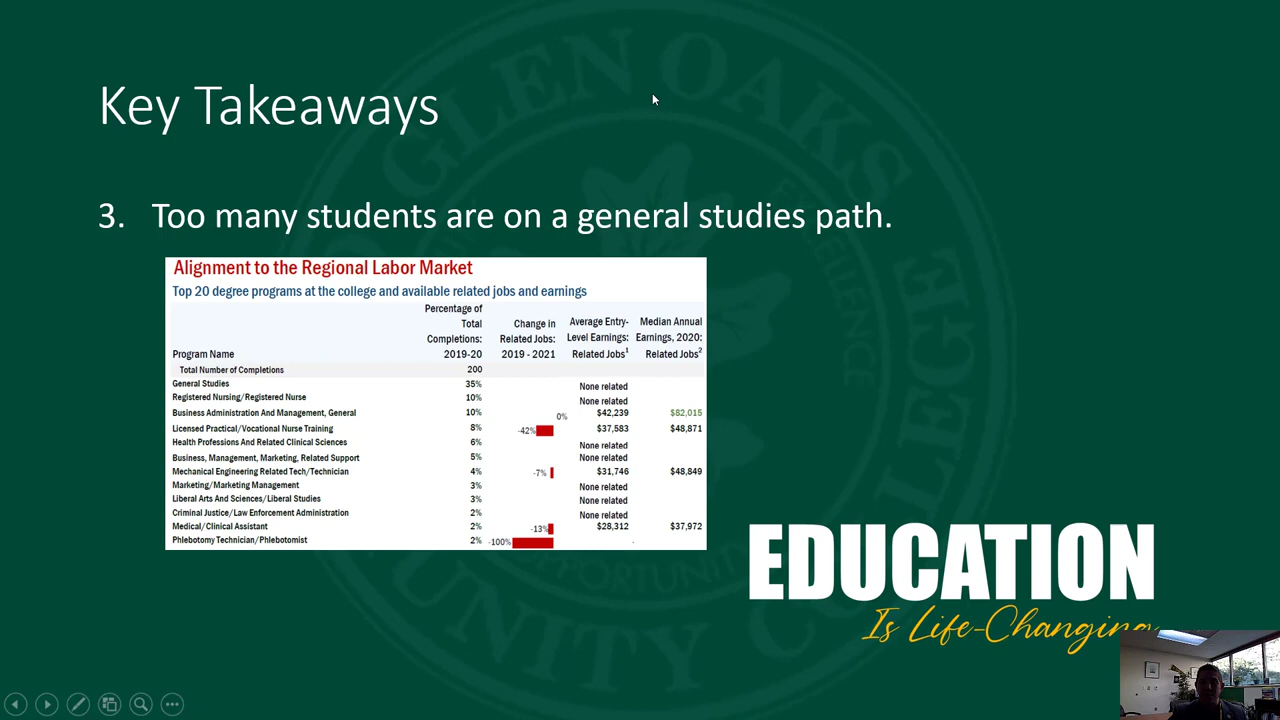 Key Takeaways
3. Too many students are on a general studies path.
Alignment to the Regional Labor Market
Top 20 degree programs at the college and available related jobs and earnings
Percentage of
Total Change in Average Entry- Median Annual
Completions: Related Jobs: Level Earnings: Earnings, 2020:
Program Name 2019-20 2019 - 2021 Related Jobs1 Related Jobs2
Total Number of Completions 200
General Studies 35% None related
Registered Nursing/Registered Nurse 10% None related
Business Administration And Management, General 10% 0% $42,239 $82,015
Licensed Practical/Vocational Nurse Training 8% -42% $37,583 $48,871
Health Professions And Related Clinical Sciences 6% None related
Business, Management, Marketing, Related Support 5% None related
Mechanical Engineering Related Tech/Technician 4% -7% $31,746 $48,849
Marketing/Marketing Management 3% None related
Liberal Arts And Sciences/Liberal Studies 3% None related
Criminal Justice/Law Enforcement Administration 2% None related
Medical/Clinical Assistant 2% -13% $28,312 $37,972
Phlebotomy Technician/Phlebotomist 2% -100% -
EDUCATION
Is Life-Changing
GLEN OAKS
COLLEGE
OPPORTUNITY